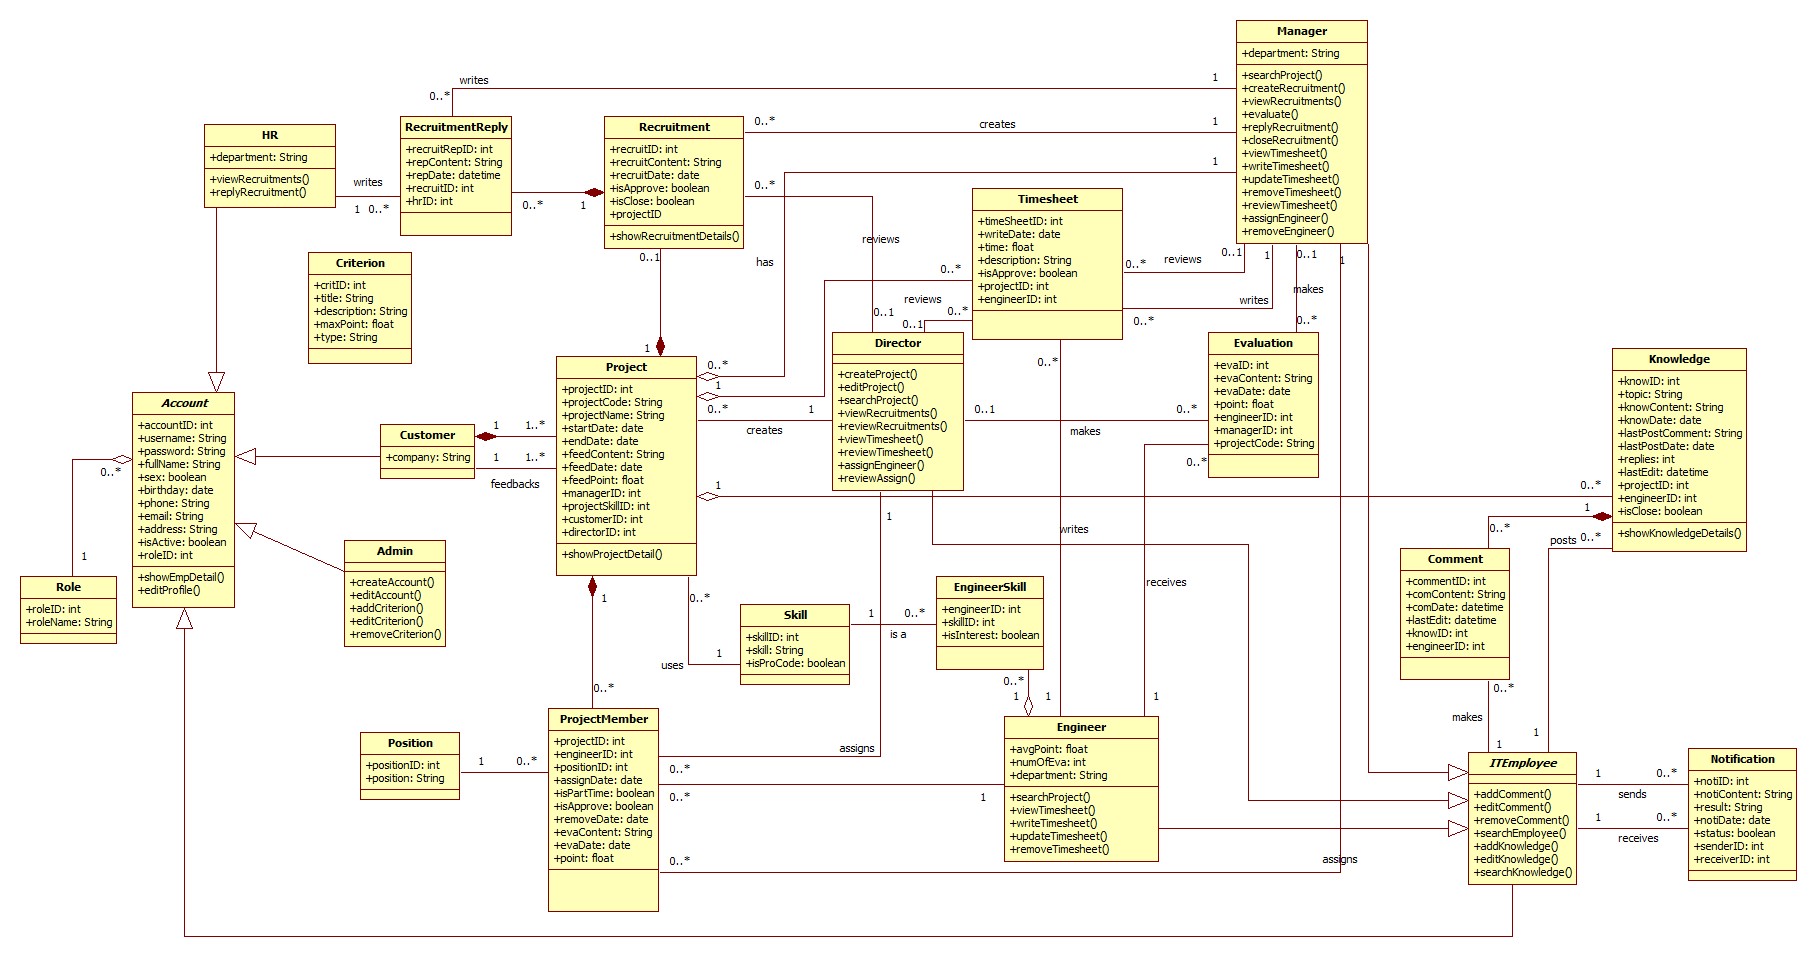 Manager
+department: String
+searchProject()
+createRecruitment()
+viewRecruitments()
+evaluate()
+replyRecruitment()
+closeRecruitment()
+viewTimesheet()
+writeTimesheet()
+updateTimesheet()
+removeTimesheet()
+reviewTimesheet()
+assignEngineer()
+removeEngineer()
writes
1
0..*
HR
+department: String
+viewRecruitments()
+replyRecruitment()
writes
1
0..*
RecruitmentReply
+recruitRepID: int
+repContent: String
+repDate: datetime
+recruitID: int
+hrID: int
0..*
1
Recruitment
+recruitID: int
+recruitContent: String
+recruitDate: date
+isApprove: boolean
+isClose: boolean
+projectID
+showRecruitmentDetails()
0..*
creates
1
1
0..*
reviews
0..1
has
0..1
1
Timesheet
+timeSheetID: int
+writeDate: date
+time: float
+description: String
+isApprove: boolean
+projectID: int
+engineerID: int
0..*
reviews
0..1
0..*
writes
1
0..*
0..1
makes
0..*
1
0..*
reviews
0..1
0..*
Criterion
+critID: int
+title: String
+description: String
+maxPoint: float
+type: String
Account
+accountID: int
+username: String
+password: String
+fullName: String
+sex: boolean
+birthday: date
+phone: String
+email: String
+address: String
+isActive: boolean
+roleID: int
+showEmpDetail()
+editProfile()
0..*
1
Role
+roleID: int
+roleName: String
Customer
+company: String
1
1..*
1
1..*
feedbacks
Admin
+createAccount()
+editAccount()
+addCriterion()
+editCriterion()
+removeCriterion()
Project
+projectID: int
+projectCode: String
+projectName: String
+startDate: date
+endDate: date
+feedContent: String
+feedDate: date
+feedPoint: float
+managerID: int
+projectSkillID: int
+customerID: int
+directorID: int
+showProjectDetail()
0..*
1
0..*
1
creates
1
1
0..*
Director
+createProject()
+editProject()
+searchProject()
+viewRecruitments()
+reviewRecruitments()
+viewTimesheet()
+reviewTimesheet()
+assignEngineer()
+reviewAssign()
0..1
0..*
makes
Evaluation
+evaID: int
+evaContent: String
+evaDate: date
+point: float
+engineerID: int
+managerID: int
+projectCode: String
0..*
receives
1
Knowledge
+knowID: int
+topic: String
+knowContent: String
+knowDate: date
+lastPostComment: String
+lastPostDate: date
+replies: int
+lastEdit: datetime
+projectID: int
+engineerID: int
+isClose: boolean
+showKnowledgeDetails()
1
0..*
posts
0..*
1
Comment
+commentID: int
+comContent: String
+comDate: datetime
+lastEdit: datetime
+knowID: int
+engineerID: int
0..*
makes
1
1
writes
1
0..*
uses
1
Skill
+skillID: int
+skill: String
+isProCode: boolean
1
0..*
is a
EngineerSkill
+engineerID: int
+skillID: int
+isInterest: boolean
0..*
1
1
0..*
ProjectMember
+projectID: int
+engineerID: int
+positionID: int
+assignDate: date
+isPartTime: boolean
+isApprove: boolean
+removeDate: date
+evaContent: String
+evaDate: date
+point: float
Position
+positionID: int
+position: String
1
0..*
assigns
0..*
0..*
1
0..*
assigns
Engineer
+avgPoint: float
+numOfEva: int
+department: String
+searchProject()
+viewTimesheet()
+writeTimesheet()
+updateTimesheet()
+removeTimesheet()
ITEmployee
+addComment()
+editComment()
+removeComment()
+searchEmployee()
+addKnowledge()
+editKnowledge()
+searchKnowledge()
1
0..*
sends
1
0..*
receives
Notification
+notiID: int
+notiContent: String
+result: String
+notiDate: date
+status: boolean
+senderID: int
+receiverID: int